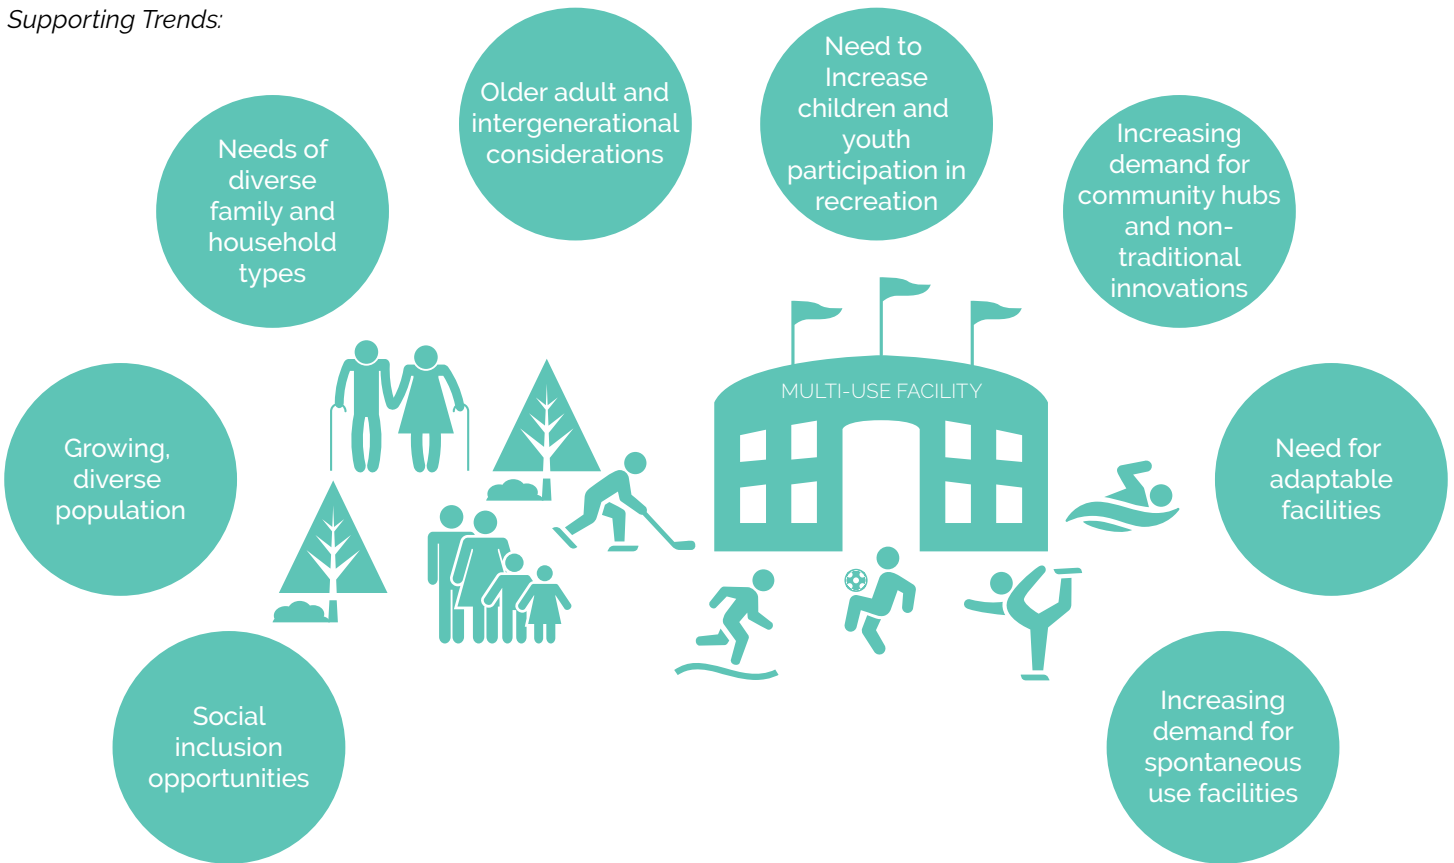 Supporting Trends:
Growing,
diverse
population
Social
inclusion
opportunities
Needs of
diverse
family and
household
types
Older adult and
intergenerational
considerations
Need to
Increase
children and
youth
participation in
recreation
Increasing
demand for
community hubs
and non-
traditional
innovations
Need for
adaptable
facilities
Increasing
demand for
spontaneous
use facilities
MULTI-USE FACILITY